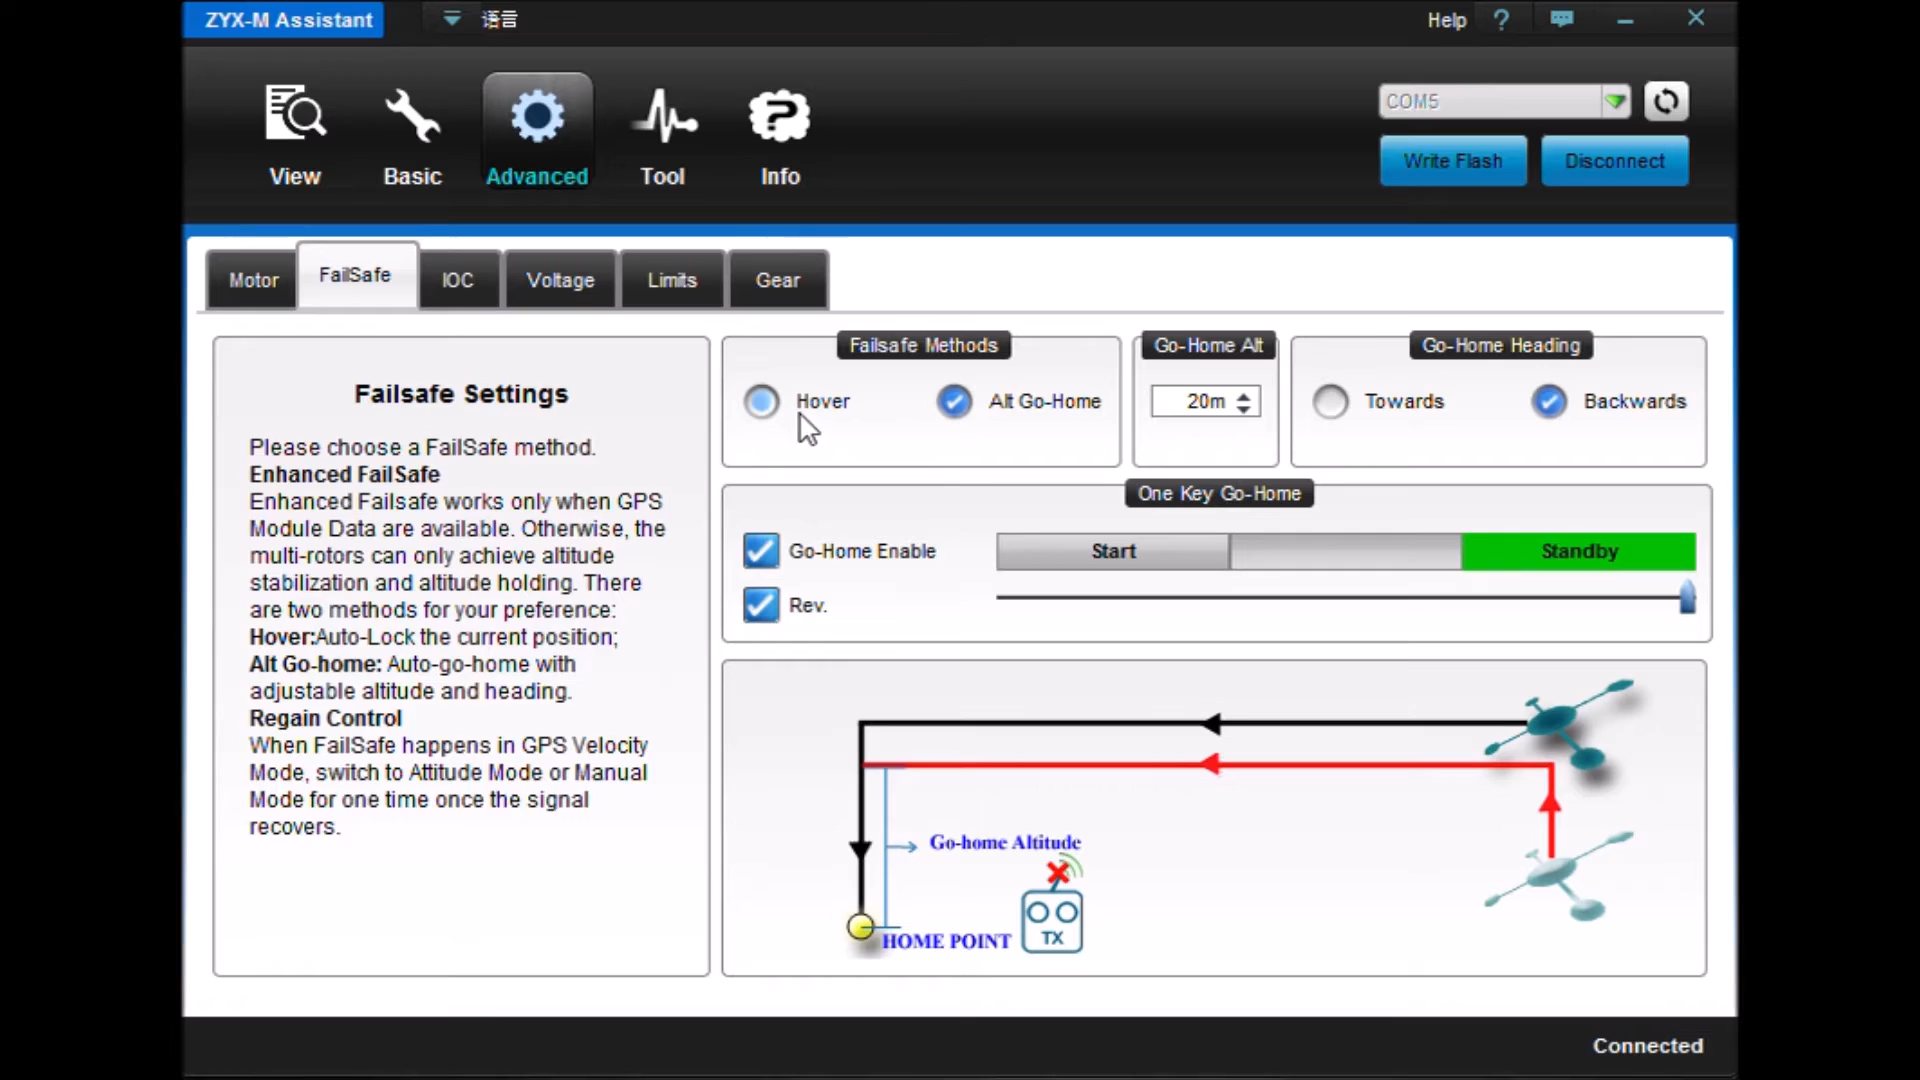 ZYX-M Assistant
语言
Help
View
Basic
Advanced
Tool
Info
COM5
Write Flash
Disconnect
Motor
FailSafe
IOC
Voltage
Limits
Gear
Failsafe Settings
Please choose a FailSafe method.
Enhanced FailSafe
Enhanced Failsafe works only when GPS
Module Data are available. Otherwise, the
multi-rotors can only achieve altitude
stabilization and altitude holding. There
are two methods for your preference:
Hover:Auto-Lock the current position;
Alt Go-home: Auto-go-home with
adjustable altitude and heading.
Regain Control
When FailSafe happens in GPS Velocity
Mode, switch to Attitude Mode or Manual
Mode for one time once the signal
recovers.
Failsafe Methods
Hover
Alt Go-Home
Go-Home Alt
20m
Go-Home Heading
Towards
Backwards
One Key Go-Home
Go-Home Enable
Start
Standby
Rev.
Go-home Altitude
HOME POINT
TX
Connected